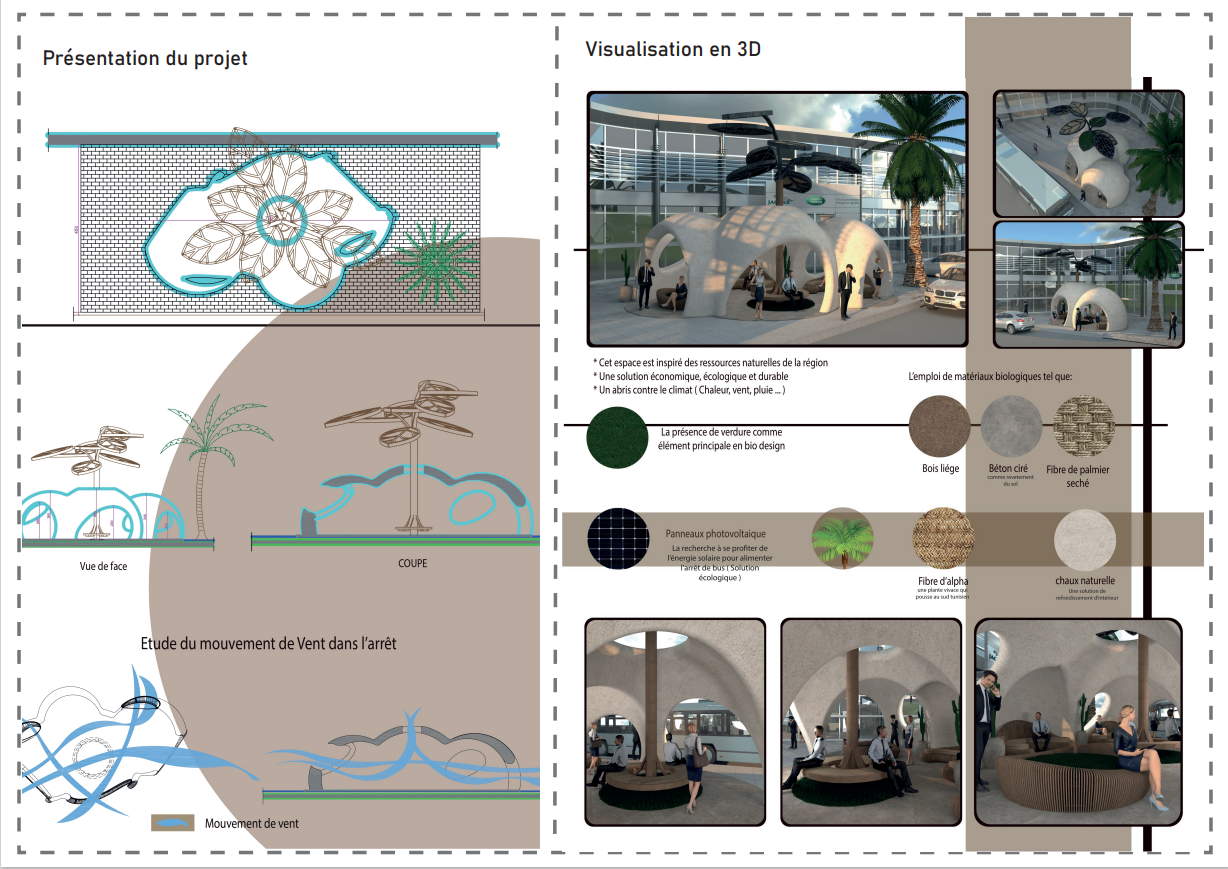 Présentation du projet
Vue de face
COUPE
Etude du mouvement de Vent dans l'arrêt
Mouvement de vent
Visualisation en 3D
* Cet espace est inspiré des ressources naturelles de la région
* Une solution économique, écologique et durable
* Un abris contre le climat ( Chaleur, vent, pluie ... )
La présence de verdure comme
élément principale en bio design
L'emploi de matériaux biologiques tel que:
Bois liége
Béton ciré
comme revetement
du sol
Fibre de palmier
seché
Panneaux photovoltaique
La recherche à se profiter de
l'énergie solaire pour alimenter
l'arrêt de bus ( Solution
écologique )
Fibre d'alpha
une plante vivace qui
pousse au sud tunisien
chaux naturelle
Une solution de
refroidissement d'intérieur